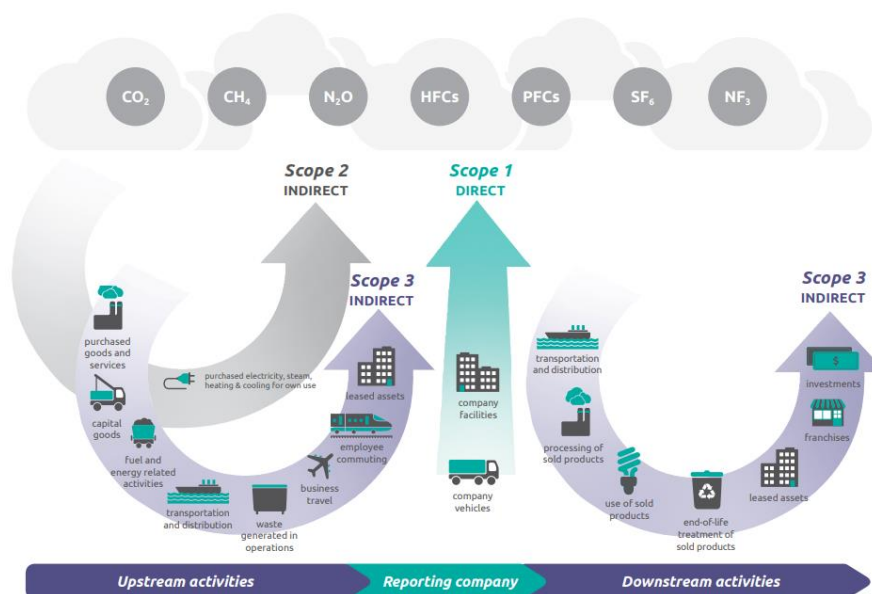 CO₂
CH₄
N₂O
HFCs
PFCs
SF₆
NF₃
Scope 2
INDIRECT
Scope 1
DIRECT
Scope 3
INDIRECT
Scope 3
INDIRECT
purchased
goods and
services
capital
goods
fuel and
energy related
activities
transportation
and distribution
waste
generated in
operations
business
travel
employee
commuting
leased assets
purchased electricity, steam,
heating & cooling for own use
company
facilities
company
vehicles
transportation
and distribution
processing of
sold products
use of sold
products
end-of-life
treatment of
sold products
leased assets
franchises
$
investments
Upstream activities
Reporting company
Downstream activities